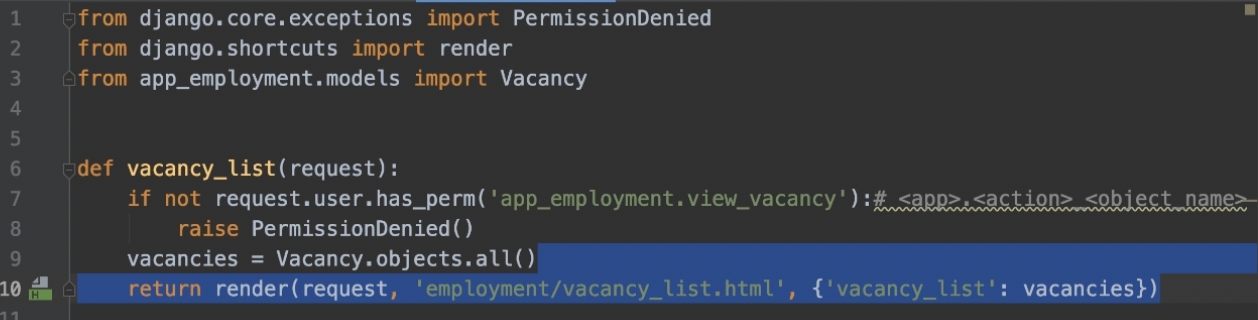 1 from django.core.exceptions import PermissionDenied
2 from django.shortcuts import render
3 from app_employment.models import Vacancy
4
5
6 def vacancy_list(request):
7     if not request.user.has_perm('app_employment.view_vacancy'):# <app>.<action>_<object_name>
8         raise PermissionDenied()
9     vacancies = Vacancy.objects.all()
10     return render(request, 'employment/vacancy_list.html', {'vacancy_list': vacancies})
11